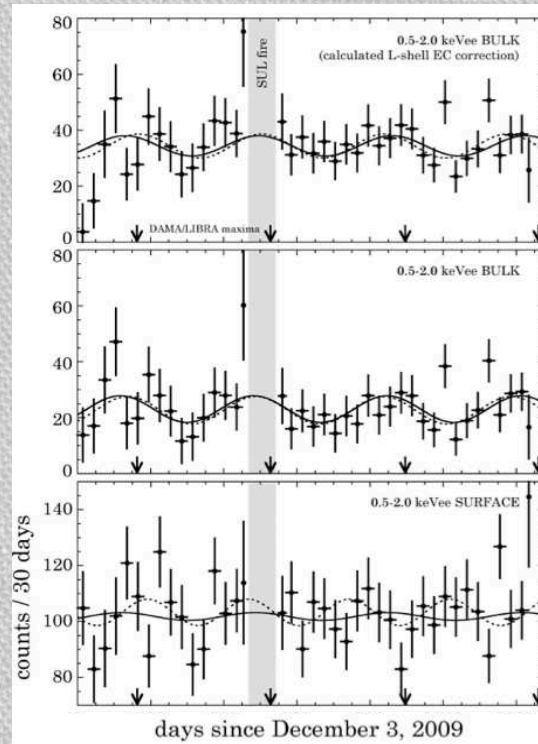 80
60
40
20
0
0.5-2.0 keVee BULK
(calculated L-shell EC correction)
SUL fire
DAMA/LIBRA maxima
80
60
40
20
0
0.5-2.0 keVee BULK
140
120
100
80
0.5-2.0 keVee SURFACE
counts / 30 days
days since December 3, 2009